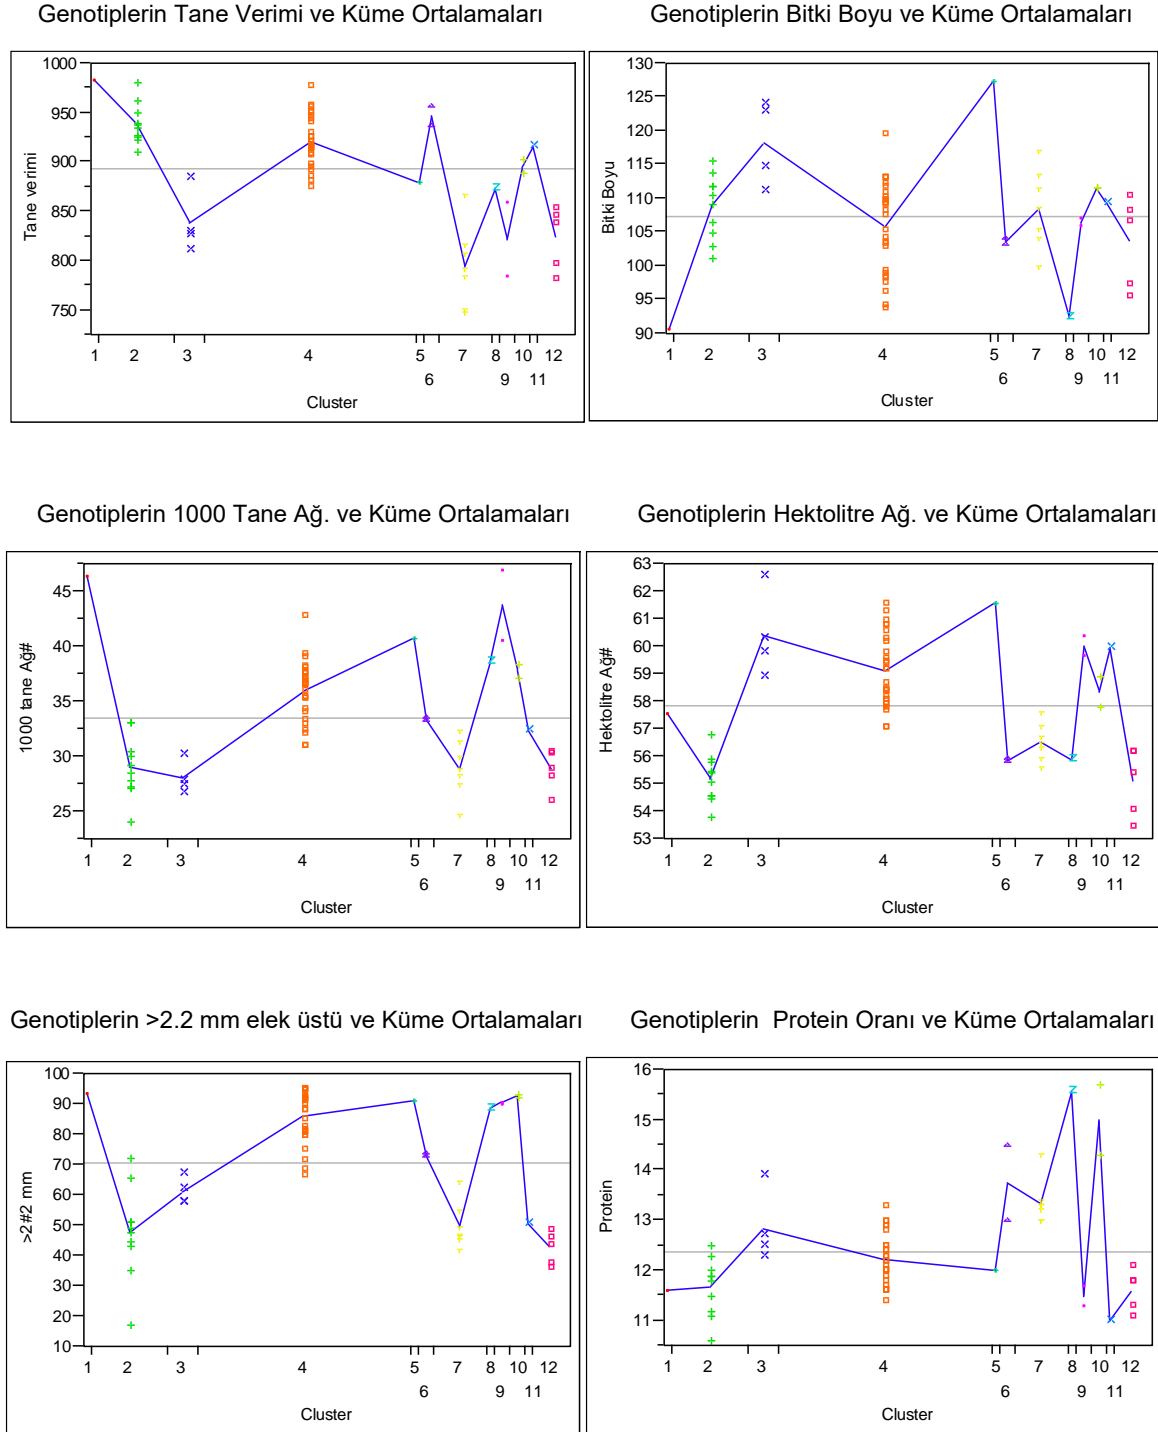 Genotiplerin Tane Verimi ve Küme Ortalamaları
Tane verimi
1000
950
900
850
800
750
1 2 3 4 5 7 8 10 12
6 9 11
Cluster
Genotiplerin Bitki Boyu ve Küme Ortalamaları
Bitki Boyu
130
125
120
115
110
105
100
95
90
1 2 3 4 5 7 8 10 12
6 9 11
Cluster
Genotiplerin 1000 Tane Ağ. ve Küme Ortalamaları
1000 tane Ağ#
45
40
35
30
25
1 2 3 4 5 7 8 10 12
6 9 11
Cluster
Genotiplerin Hektolitre Ağ. ve Küme Ortalamaları
Hektolitre Ağ#
63
62
61
60
59
58
57
56
55
54
53
1 2 3 4 5 7 8 10 12
6 9 11
Cluster
Genotiplerin >2.2 mm elek üstü ve Küme Ortalamaları
>2#2 mm
100
90
80
70
60
50
40
30
20
10
1 2 3 4 5 7 8 10 12
6 9 11
Cluster
Genotiplerin Protein Oranı ve Küme Ortalamaları
Protein
16
15
14
13
12
11
1 2 3 4 5 7 8 10 12
6 9 11
Cluster